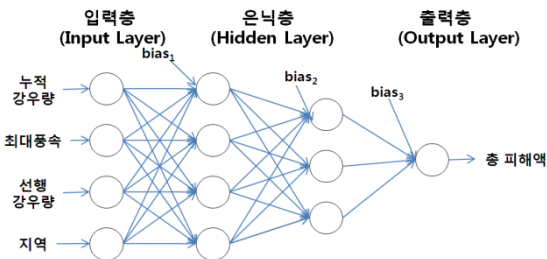 입력층
(Input Layer)
은닉층
(Hidden Layer)
출력층
(Output Layer)
bias1
bias2
bias3
누적
강우량
최대풍속
선행
강우량
지역
총 피해액